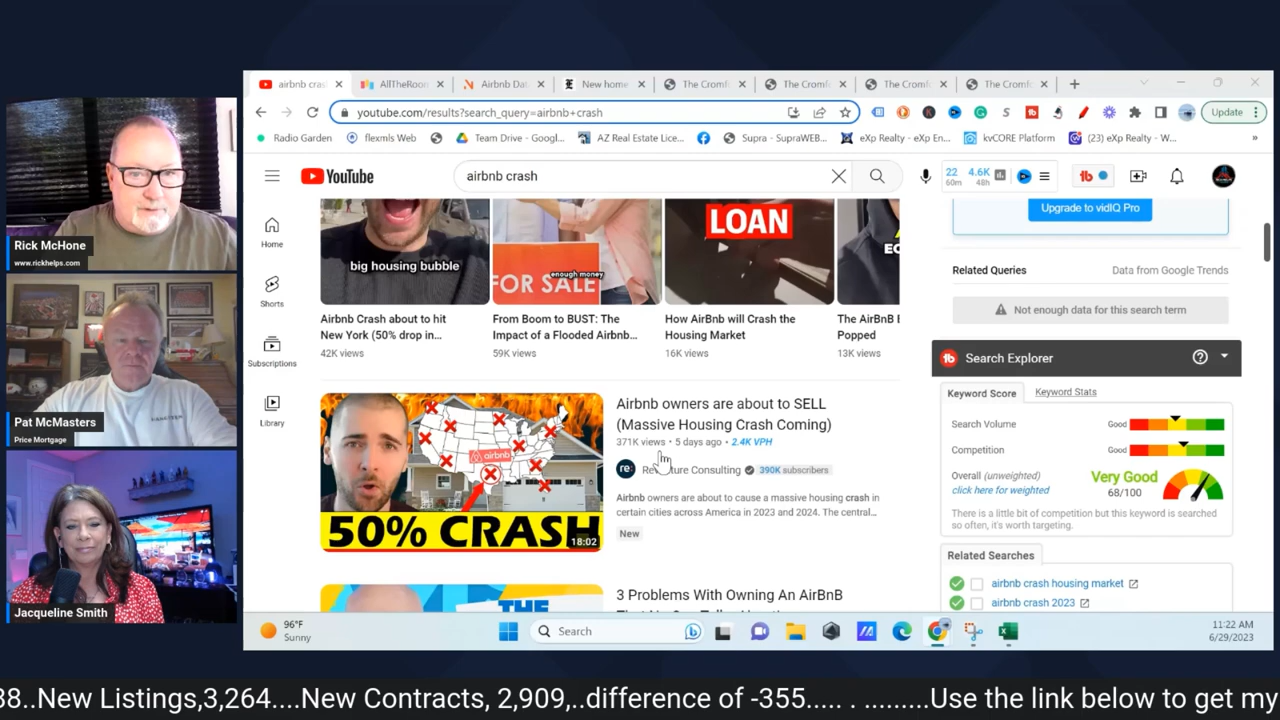 Rick McHone
www.rickhelps.com
Pat McMasters
Price Mortgage
Jacqueline Smith
airbnb cras
AllTheRoo
Airbnb Dat
New home
The Cromf
The Cromf
The Cromf
The Cromf
youtube.com/results?search_query=airbnb+crash
Update
Radio Garden
flexmls Web
Team Drive - Googl...
AZ Real Estate Lice...
Supra - SupraWEB...
eXp Realty - eXp En...
kvCORE Platform
(23) eXp Realty - W...
»
YouTube
airbnb crash
22
60m
4.6K
48h
Home
Shorts
Subscriptions
Library
big housing bubble
FOR SALE
enough money
LOAN
Airbnb Crash about to hit
New York (50% drop in...
42K views
From Boom to BUST: The
Impact of a Flooded Airbnb...
59K views
How AirBnb will Crash the
Housing Market
16K views
The AirBnB
Popped
13K views
airbnb
50% CRASH
18:02
Airbnb owners are about to SELL
(Massive Housing Crash Coming)
371K views • 5 days ago • 2.4K VPH
re:
Consulting
390K subscribers
Airbnb owners are about to cause a massive housing crash in
certain cities across America in 2023 and 2024. The central...
New
THE
3 Problems With Owning An AirBnB
Upgrade to vidIQ Pro
Related Queries
Data from Google Trends
Not enough data for this search term
tb
Search Explorer
Keyword Score
Keyword Stats
Search Volume
Good
Competition
Good
Overall (unweighted)
click here for weighted
Very Good
68/100
There is a little bit of competition but this keyword is searched
so often, it's worth targeting.
Related Searches
airbnb crash housing market
airbnb crash 2023
96°F
Sunny
Search
11:22 AM
6/29/2023
38..New Listings,3,264....New Contracts, 2,909,..difference of -355..... . .........Use the link below to get my